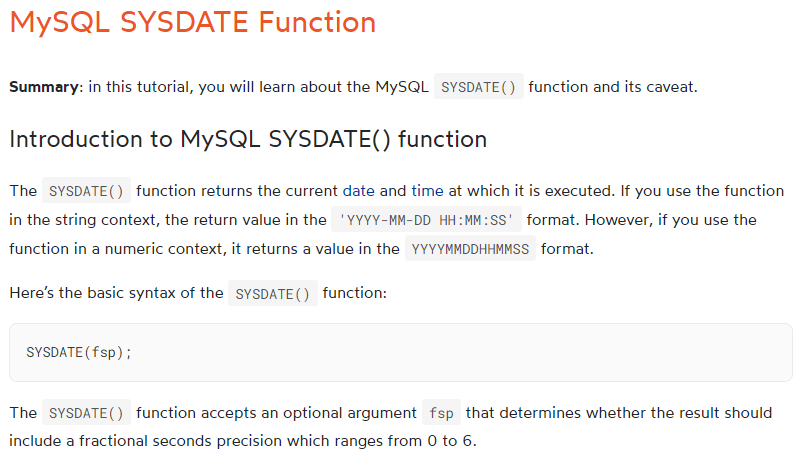 MySQL SYSDATE Function
Summary: in this tutorial, you will learn about the MySQL SYSDATE() function and its caveat.
Introduction to MySQL SYSDATE() function
The SYSDATE() function returns the current date and time at which it is executed. If you use the function
in the string context, the return value in the 'YYYY-MM-DD HH:MM:SS' format. However, if you use the
function in a numeric context, it returns a value in the YYYYMMDDHHMMSS format.
Here’s the basic syntax of the SYSDATE() function:
SYSDATE(fsp);
The SYSDATE() function accepts an optional argument fsp that determines whether the result should
include a fractional seconds precision which ranges from 0 to 6.